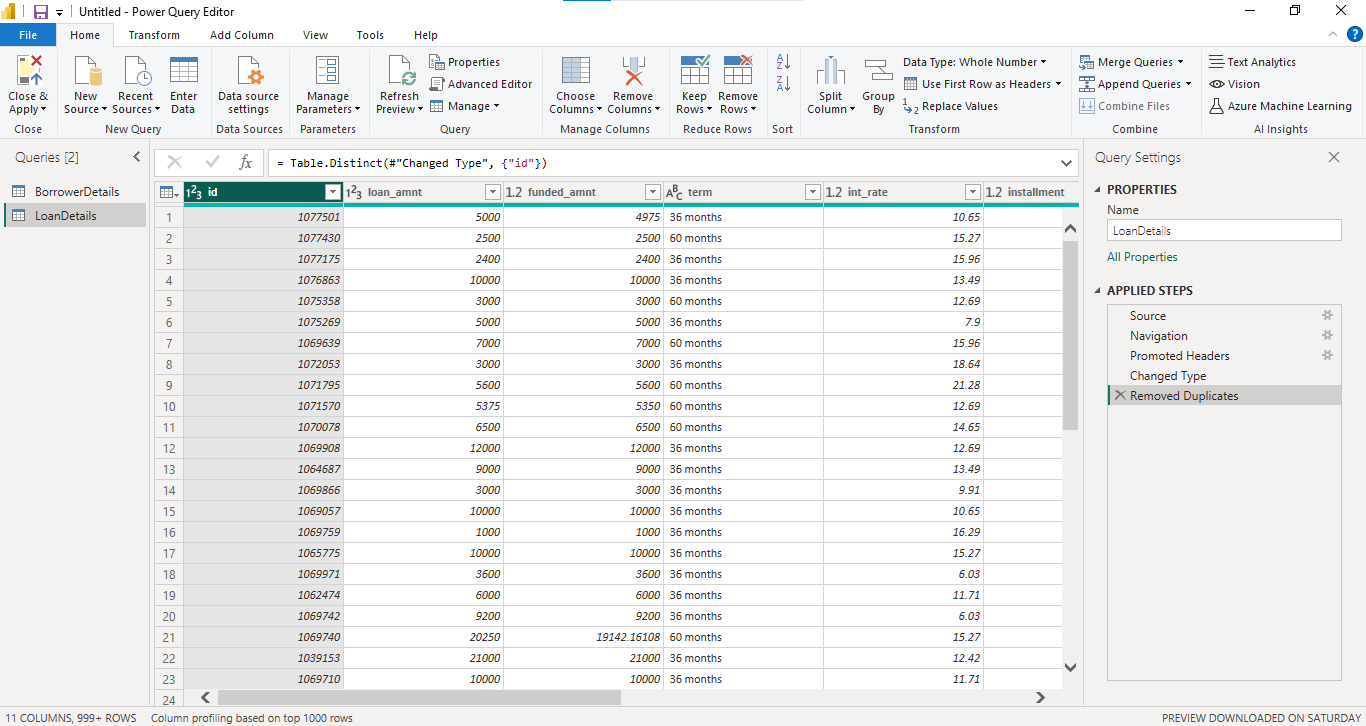 Untitled - Power Query Editor
File Home Transform Add Column View Tools Help
Close & Apply
Close
New Source
Recent Sources
Enter Data
New Query
Data source settings
Data Sources
Manage Parameters
Parameters
Refresh Preview
Properties
Advanced Editor
Manage
Query
Choose Columns
Remove Columns
Manage Columns
Keep Rows
Remove Rows
Reduce Rows
Sort
Split Column
Group By
Data Type: Whole Number
Use First Row as Headers
Replace Values
Transform
Merge Queries
Append Queries
Combine Files
Combine
Text Analytics
Vision
Azure Machine Learning
AI Insights
Queries [2]
BorrowerDetails
LoanDetails
fx = Table.Distinct(#"Changed Type", {"id"})
123 id 123 loan_amnt 1.2 funded_amnt ABC term 1.2 int_rate 1.2 installment
1 1077501 5000 4975 36 months 10.65
2 1077430 2500 2500 60 months 15.27
3 1077175 2400 2400 36 months 15.96
4 1076863 10000 10000 36 months 13.49
5 1075358 3000 3000 60 months 12.69
6 1075269 5000 5000 36 months 7.9
7 1069639 7000 7000 60 months 15.96
8 1072053 3000 3000 36 months 18.64
9 1071795 5600 5600 60 months 21.28
10 1071570 5375 5350 60 months 12.69
11 1070078 6500 6500 60 months 14.65
12 1069908 12000 12000 36 months 12.69
13 1064687 9000 9000 36 months 13.49
14 1069866 3000 3000 36 months 9.91
15 1069057 10000 10000 36 months 10.65
16 1069759 1000 1000 36 months 16.29
17 1065775 10000 10000 36 months 15.27
18 1069971 3600 3600 36 months 6.03
19 1062474 6000 6000 36 months 11.71
20 1069742 9200 9200 36 months 6.03
21 1069740 20250 19142.16108 60 months 15.27
22 1039153 21000 21000 36 months 12.42
23 1069710 10000 10000 36 months 11.71
24
Query Settings
PROPERTIES
Name
LoanDetails
All Properties
APPLIED STEPS
Source
Navigation
Promoted Headers
Changed Type
Removed Duplicates
11 COLUMNS, 999+ ROWS Column profiling based on top 1000 rows
PREVIEW DOWNLOADED ON SATURDAY